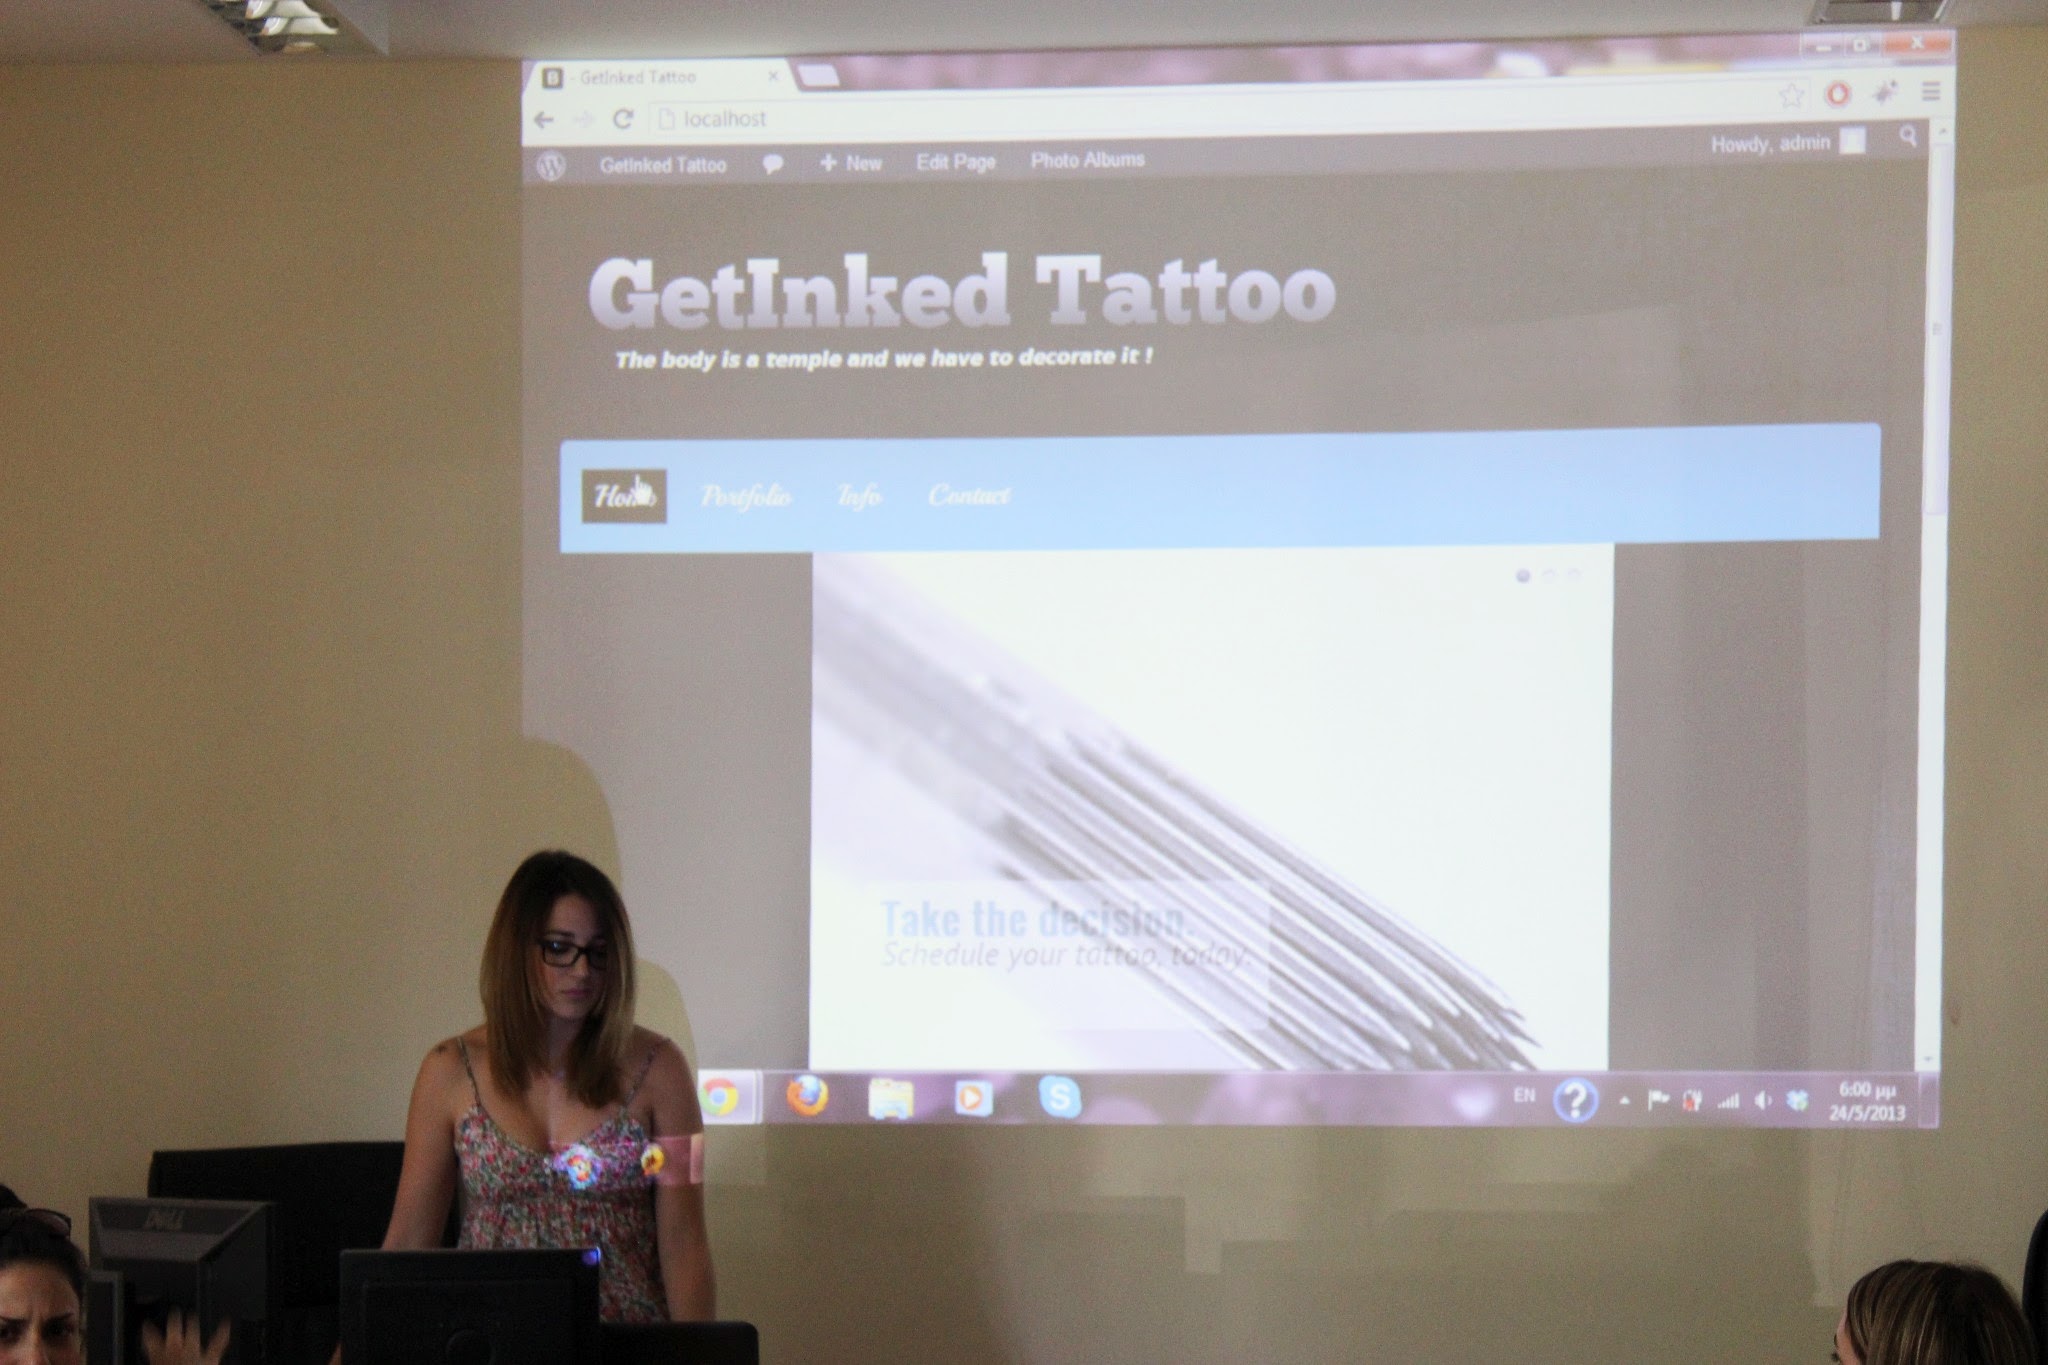 B - GetInked Tattoo
localhost
GetInked Tattoo + New Edit Page Photo Albums Howdy, admin
GetInked Tattoo
The body is a temple and we have to decorate it !
Home Portfolio Info Contact
Take the decision.
Schedule your tattoo, today.
S EN ? 6:00 μμ
24/5/2013
DELL